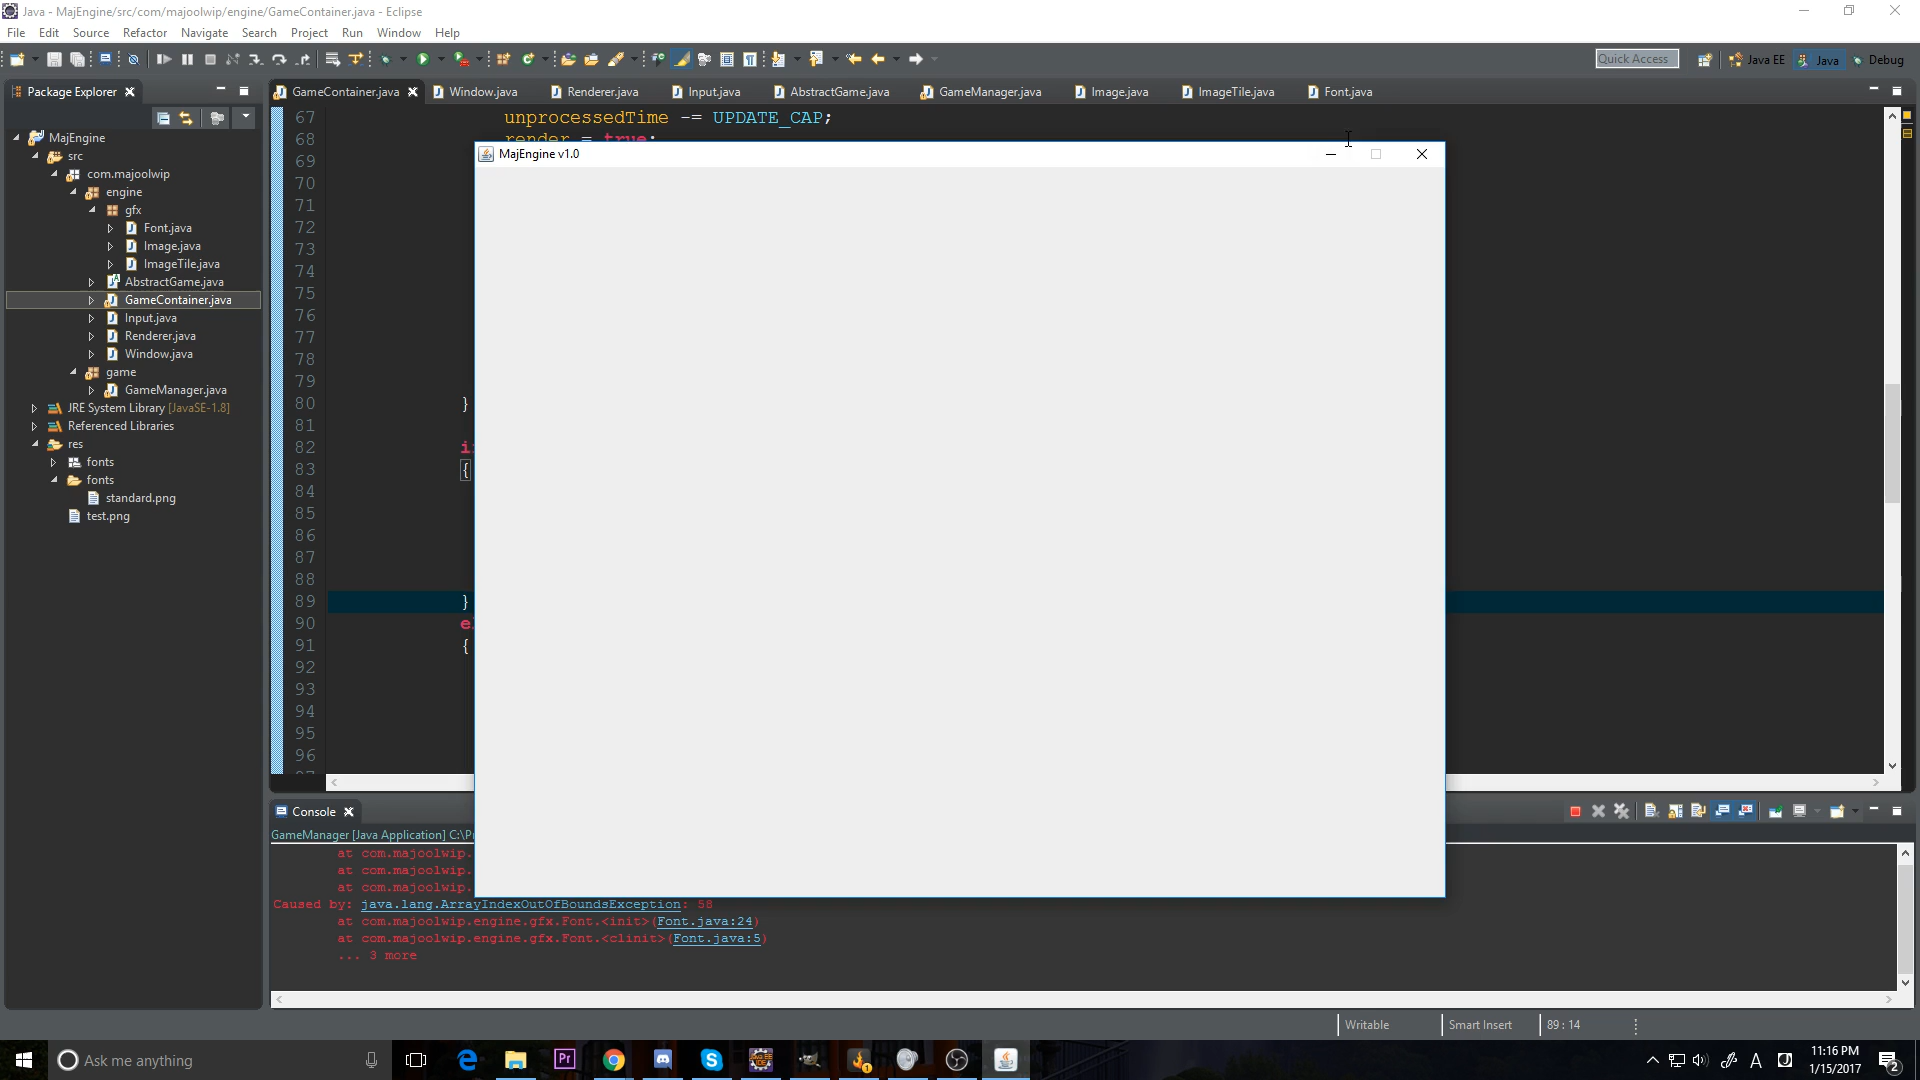 Java - MajEngine/src/com/majoolwip/engine/GameContainer.java - Eclipse
File Edit Source Refactor Navigate Search Project Run Window Help
Quick Access Java EE Java Debug
Package Explorer
GameContainer.java Window.java Renderer.java Input.java AbstractGame.java GameManager.java Image.java ImageTile.java Font.java
MajEngine
src
com.majoolwip
engine
gfx
Font.java
Image.java
ImageTile.java
AbstractGame.java
GameContainer.java
Input.java
Renderer.java
Window.java
game
GameManager.java
JRE System Library [JavaSE-1.8]
Referenced Libraries
res
fonts
fonts
standard.png
test.png
67 unprocessedTime -= UPDATE_CAP;
68 render = true;
69
70
71
72
73
74
75
76
77
78
79
80 }
81
82
83 {
84
85
86
87
88
89 }
90
91 {
92
93
94
95
96
MajEngine v1.0
Console
GameManager [Java Application]
at com.majoolwip.
at com.majoolwip.
at com.majoolwip.
Caused by: java.lang.ArrayIndexOutOfBoundsException: 58
at com.majoolwip.engine.gfx.Font.<init>(Font.java:24)
at com.majoolwip.engine.gfx.Font.<clinit>(Font.java:5)
... 3 more
Writable Smart Insert 89 : 14
Ask me anything
11:16 PM
1/15/2017